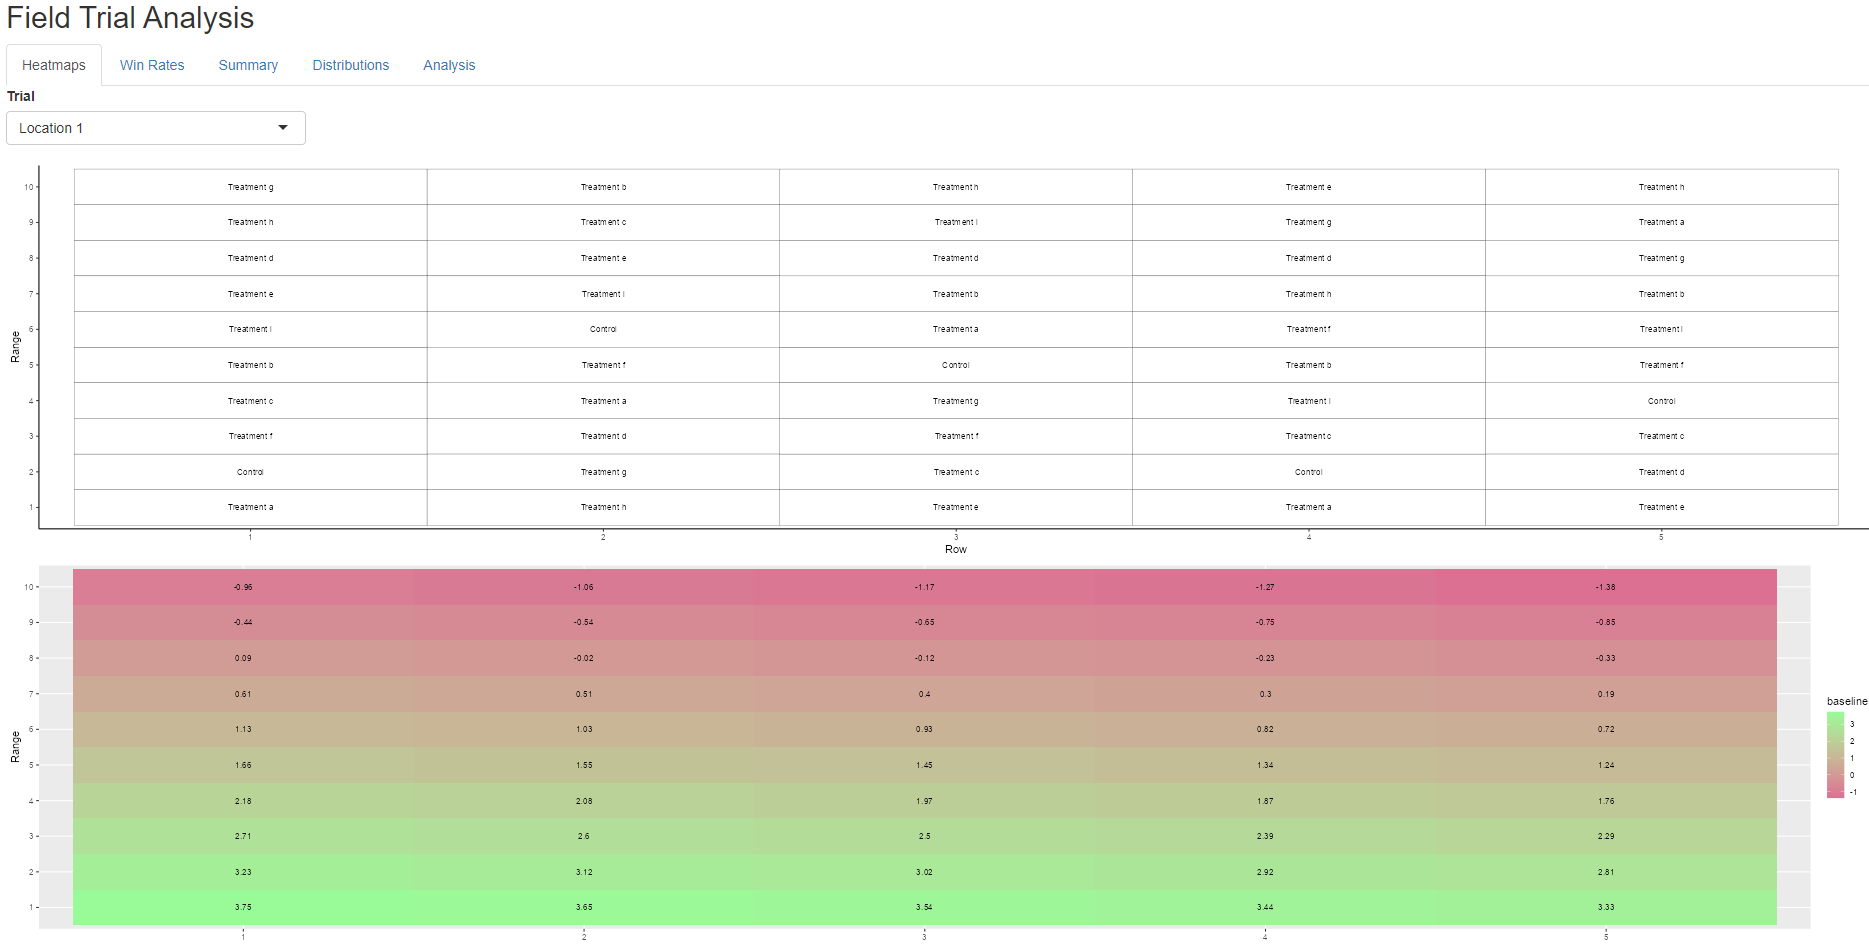 Field Trial Analysis
Heatmaps Win Rates Summary Distributions Analysis
Trial
Location 1
10 Treatment g Treatment b Treatment h Treatment e Treatment h
9 Treatment h Treatment c Treatment i Treatment g Treatment a
8 Treatment d Treatment e Treatment d Treatment d Treatment g
7 Treatment e Treatment i Treatment b Treatment h Treatment b
6 Treatment i Control Treatment a Treatment f Treatment i
Range
5 Treatment b Treatment f Control Treatment b Treatment f
4 Treatment c Treatment a Treatment g Treatment i Control
3 Treatment f Treatment d Treatment f Treatment c Treatment c
2 Control Treatment g Treatment c Control Treatment d
1 Treatment a Treatment h Treatment e Treatment a Treatment e
1 2 3 4 5
Row
10 -0.96 -1.06 -1.17 -1.27 -1.38
9 -0.44 -0.54 -0.65 -0.75 -0.85
8 0.09 -0.02 -0.12 -0.23 -0.33
7 0.61 0.51 0.4 0.3 0.19
6 1.13 1.03 0.93 0.82 0.72
Range
5 1.66 1.55 1.45 1.34 1.24
4 2.18 2.08 1.97 1.87 1.76
3 2.71 2.6 2.5 2.39 2.29
2 3.23 3.12 3.02 2.92 2.81
1 3.75 3.65 3.54 3.44 3.33
1 2 3 4 5
baseline
3
2
1
0
-1